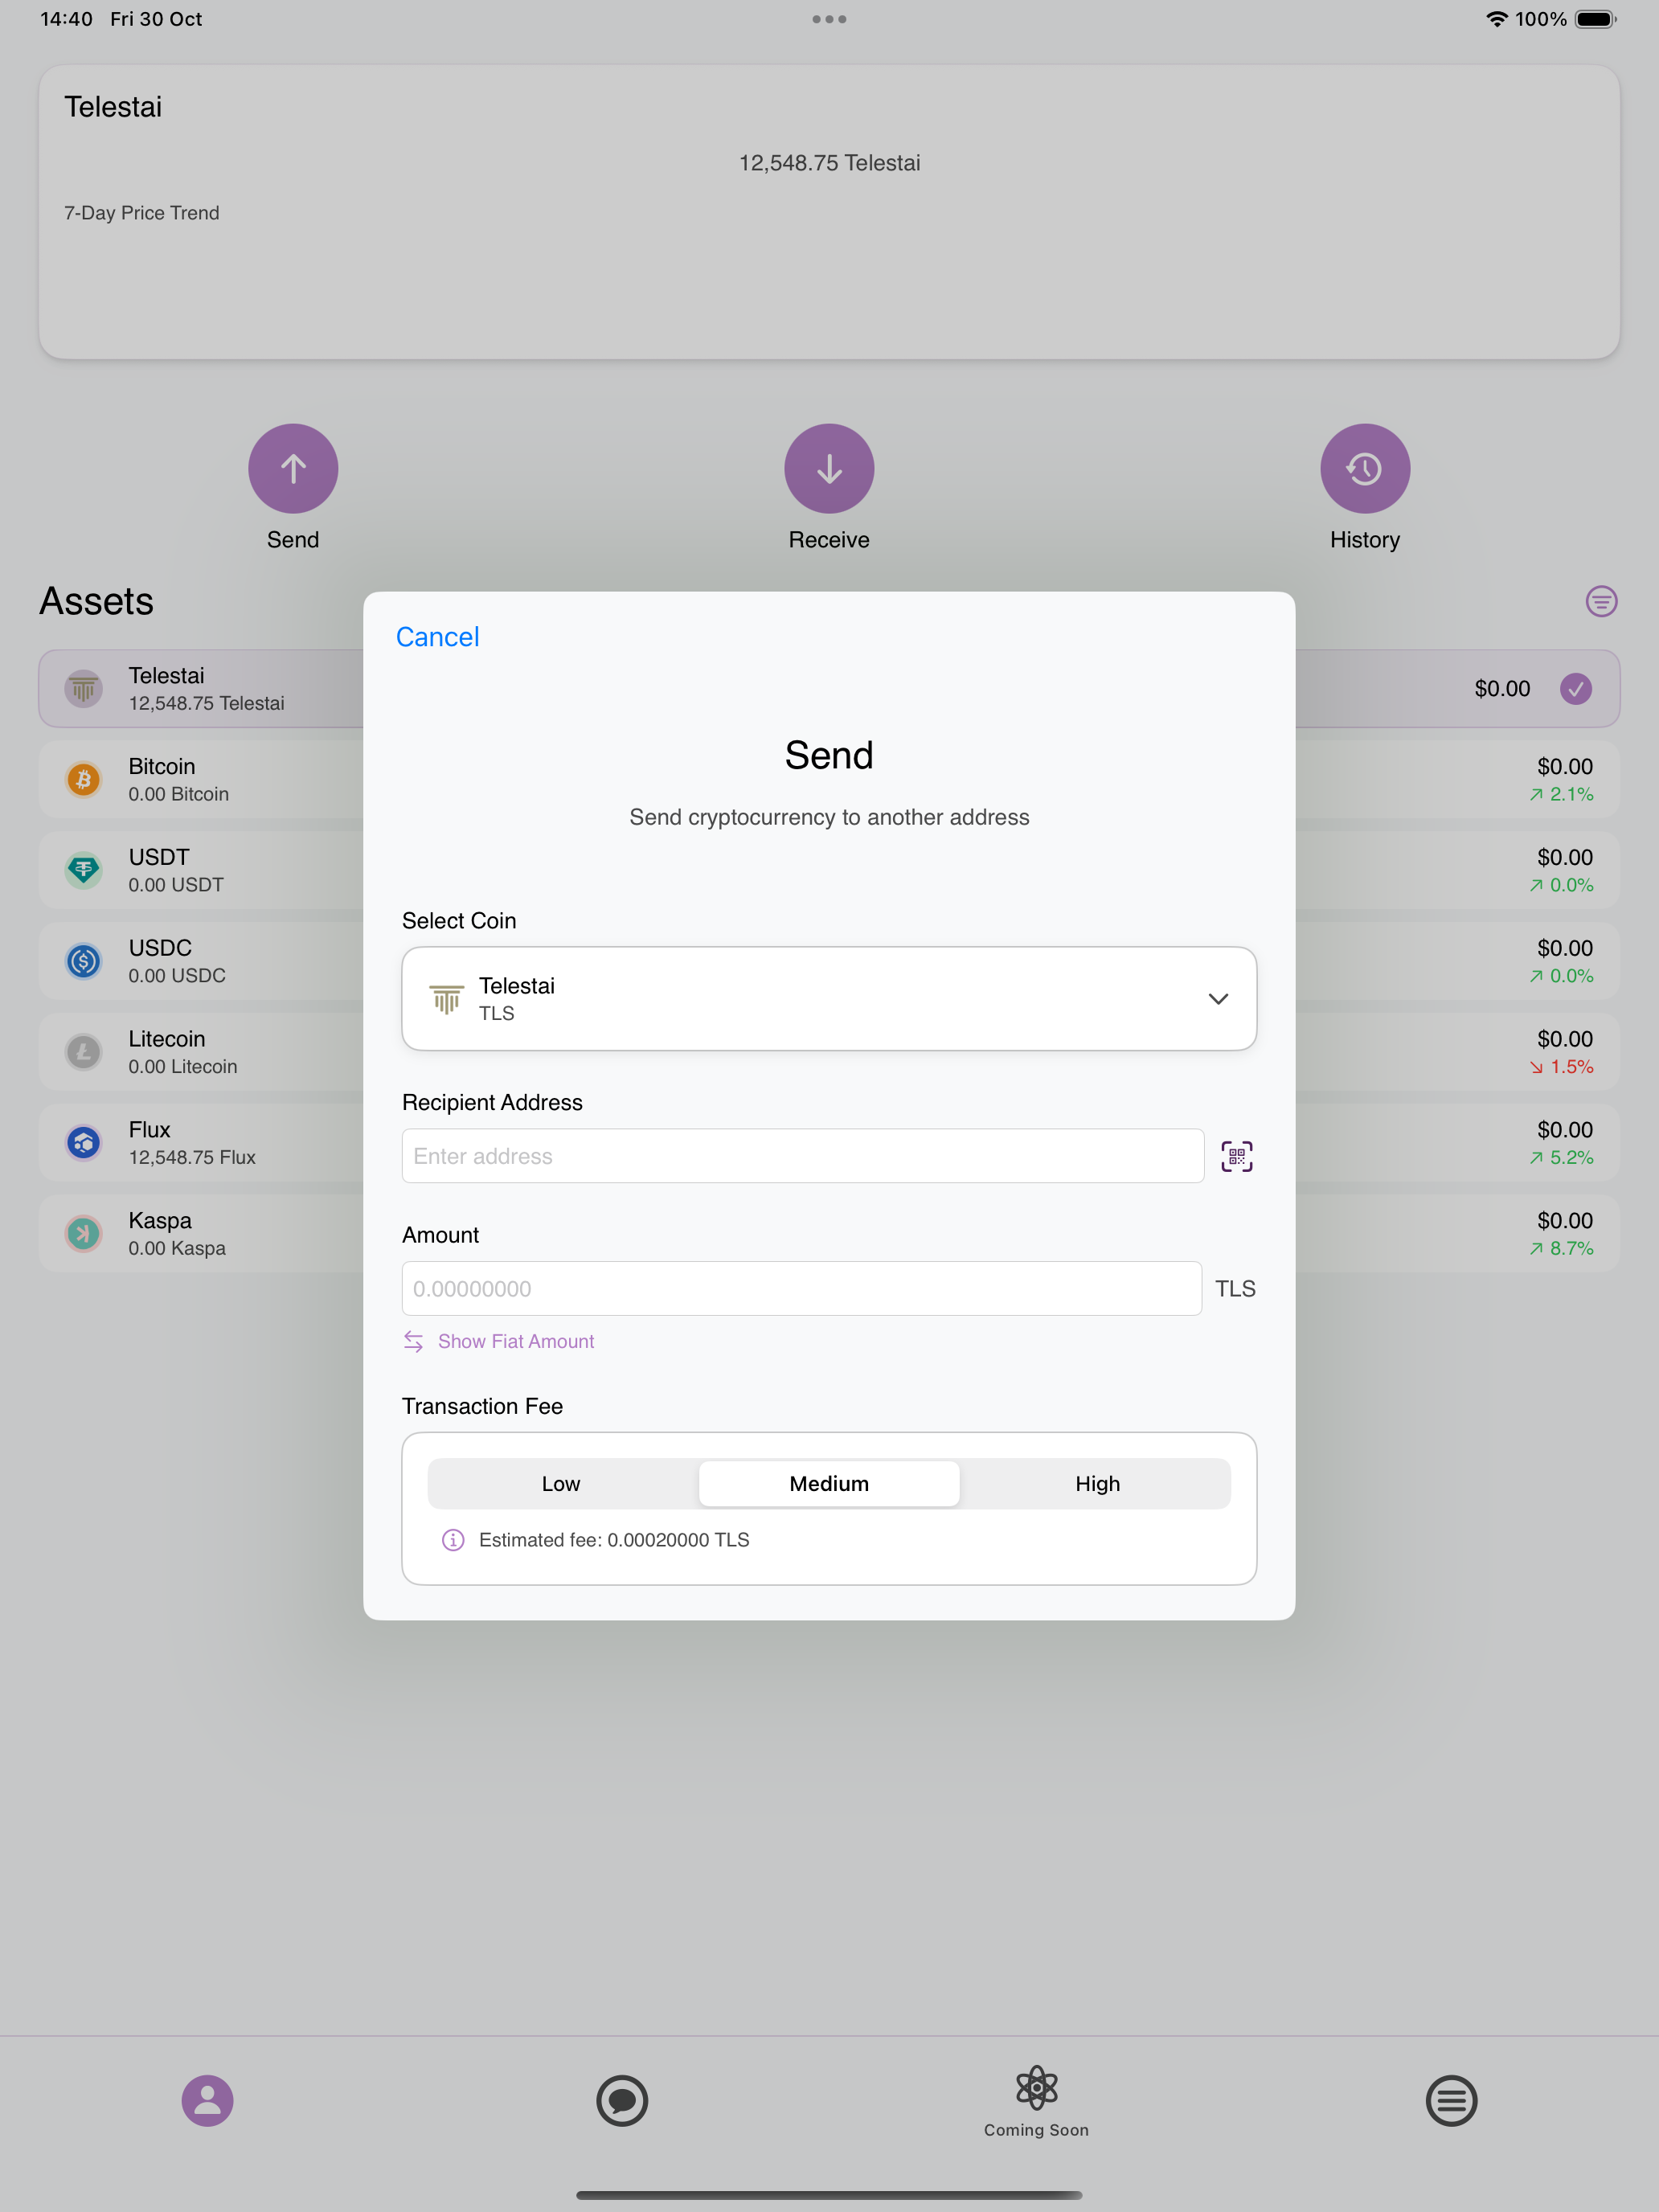 14:40 Fri 30 Oct
100%
Telestai
12,548.75 Telestai
7-Day Price Trend
Send
Receive
History
Assets
Telestai
12,548.75 Telestai
$0.00
Bitcoin
0.00 Bitcoin
$0.00
2.1%
USDT
0.00 USDT
$0.00
0.0%
USDC
0.00 USDC
$0.00
0.0%
Litecoin
0.00 Litecoin
$0.00
1.5%
Flux
12,548.75 Flux
$0.00
5.2%
Kaspa
0.00 Kaspa
$0.00
8.7%
Cancel
Send
Send cryptocurrency to another address
Select Coin
Telestai
TLS
Recipient Address
Enter address
Amount
0.00000000
TLS
Show Fiat Amount
Transaction Fee
Low
Medium
High
Estimated fee: 0.00020000 TLS
Coming Soon